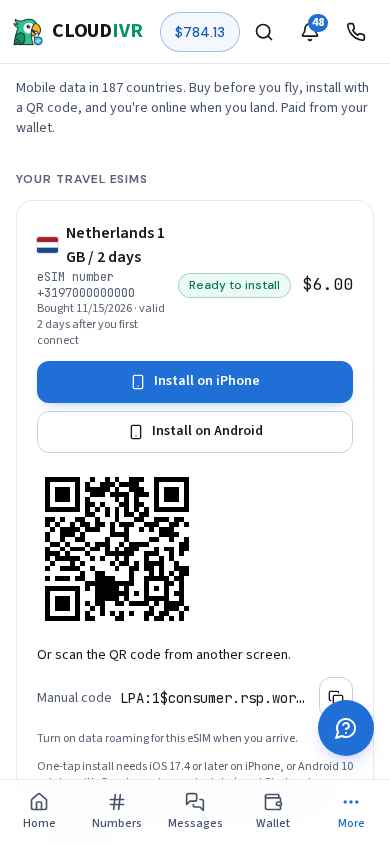 CLOUDIVR
$784.13
48
Mobile data in 187 countries. Buy before you fly, install with
a QR code, and you're online when you land. Paid from your
wallet.
YOUR TRAVEL ESIMS
Netherlands 1
GB / 2 days
eSIM number
+3197000000000
Bought 11/15/2026 · valid
2 days after you first
connect
Ready to install
$6.00
Install on iPhone
Install on Android
Or scan the QR code from another screen.
Manual code LPA:1$consumer.rsp.wor...
Turn on data roaming for this eSIM when you arrive.
One-tap install needs iOS 17.4 or later on iPhone, or Android 10
Home
Numbers
Messages
Wallet
More